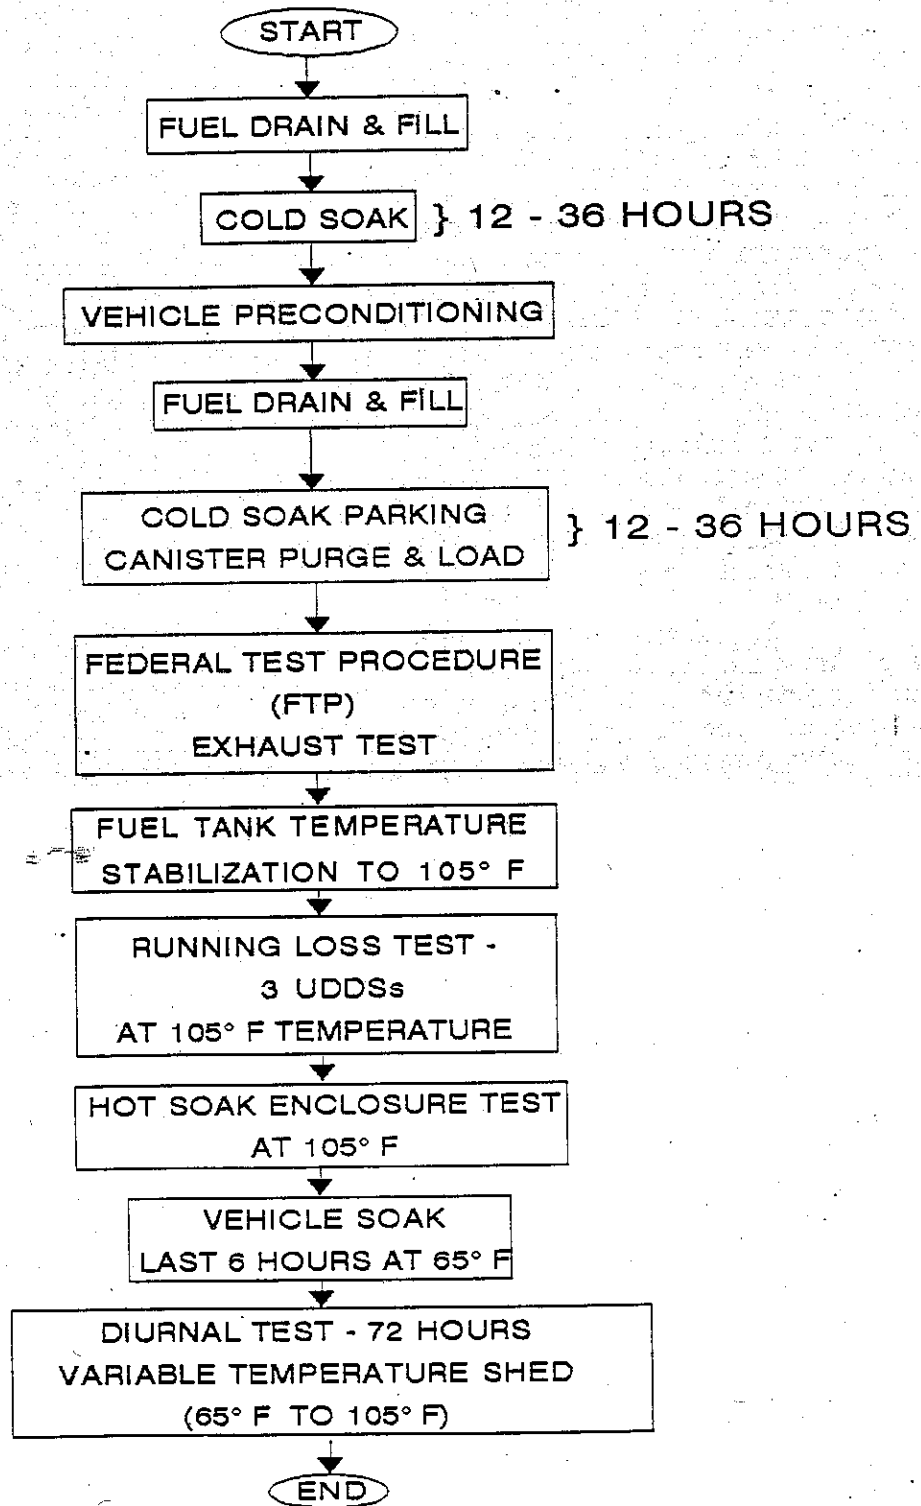 START
FUEL DRAIN & FILL
COLD SOAK } 12 - 36 HOURS
VEHICLE PRECONDITIONING
FUEL DRAIN & FILL
COLD SOAK PARKING
CANISTER PURGE & LOAD
} 12 - 36 HOURS
FEDERAL TEST PROCEDURE
(FTP)
EXHAUST TEST
FUEL TANK TEMPERATURE
STABILIZATION TO 105° F
RUNNING LOSS TEST -
3 UDDSs
AT 105° F TEMPERATURE
HOT SOAK ENCLOSURE TEST
AT 105° F
VEHICLE SOAK
LAST 6 HOURS AT 65° F
DIURNAL TEST - 72 HOURS
VARIABLE TEMPERATURE SHED
(65° F TO 105° F)
END